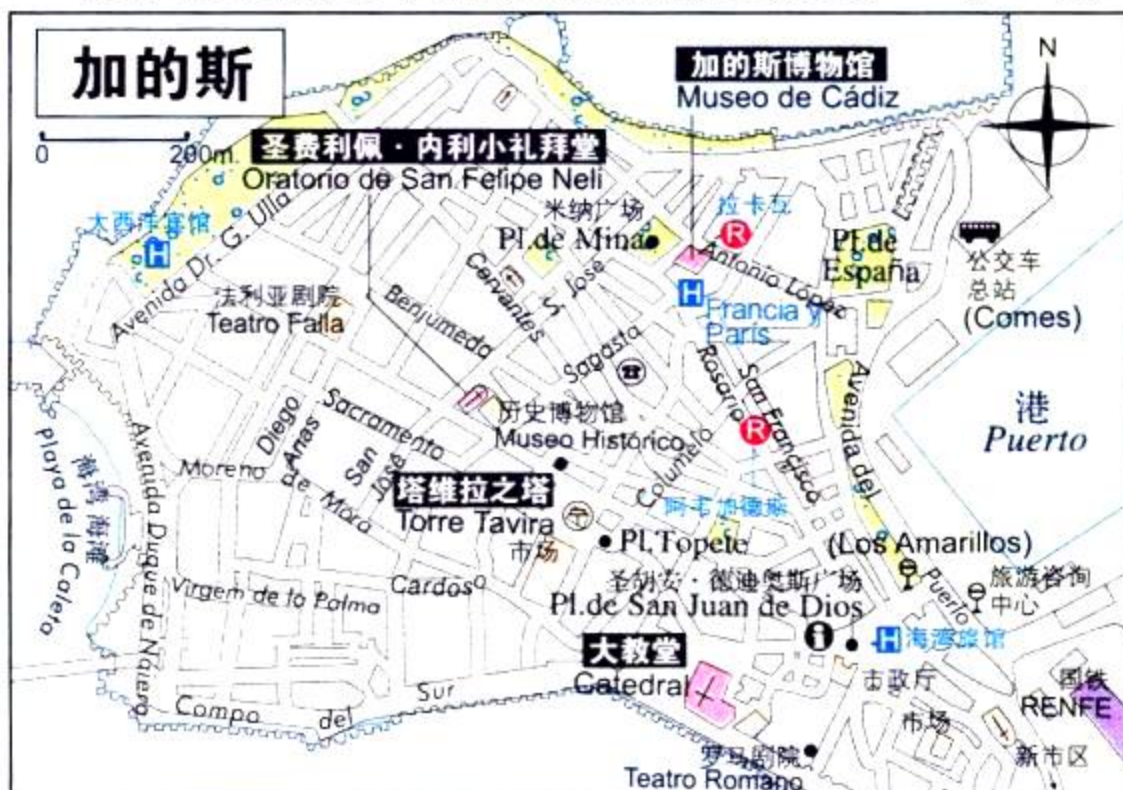 加的斯
0 200m.
加的斯博物馆
Museo de Cádiz
N
圣费利佩·内利小礼拜堂
Oratorio de San Felipe Neli
米纳广场
Pl.de Mina
拉卡瓦
R
Pl.de
España
公交车
总站
(Comes)
大西洋宾馆
H
Avenida Dr. G. Ulla
法利亚剧院
Teatro Falla
Benjumeda
Cervantes
S José
Antonio López
H
Francia y
París
Sagasta
Rosario
San Francisco
Avenida del Puerto
港
Puerto
R
历史博物馆
Museo Histórico
Columelo
Diego
Arias
Sacramento
San
José
Moreno de Mora
塔维拉之塔
Torre Tavira
市场
Pl.Topete
(Los Amarillos)
海湾海滩
Playa de la Caleta
Avenuda Duque de Náiero
Virgem de la Palma
Cardoso
圣胡安·德迪奥斯广场
Pl.de San Juan de Dios
i
旅游咨询
中心
H
海湾旅馆
大教堂
Catedral
市政厅
市场
国铁
RENFE
新市区
Compo del Sur
罗马剧院
Teatro Romano